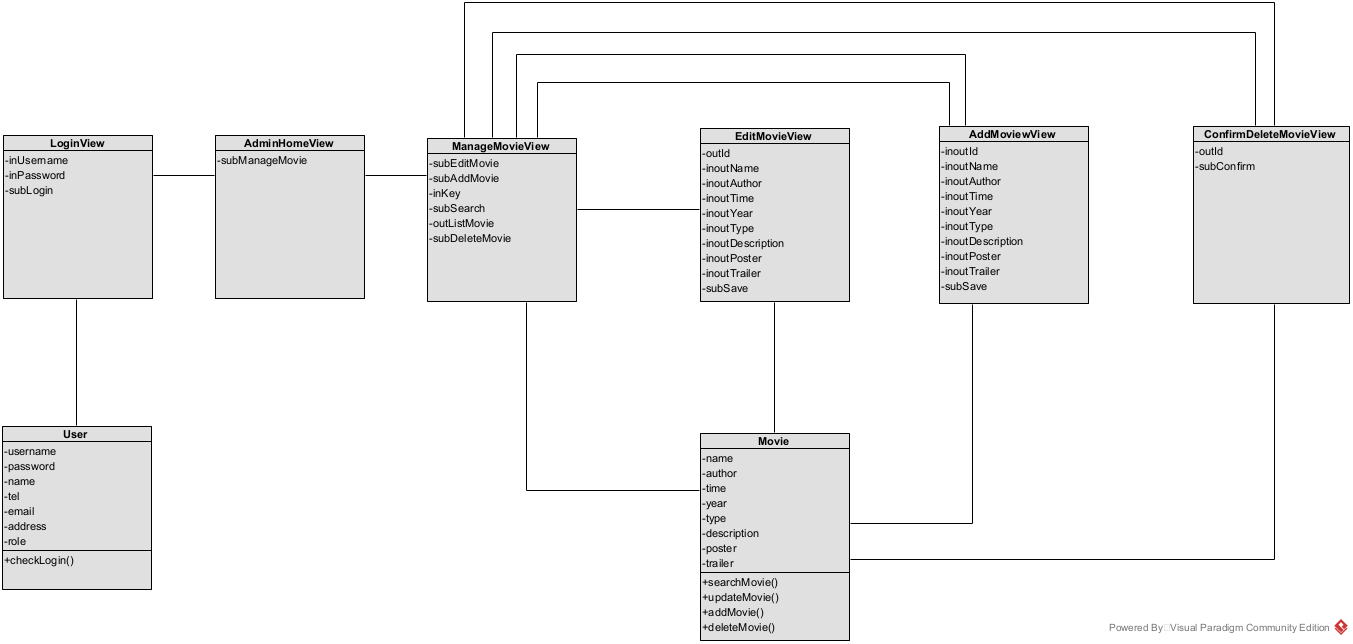 LoginView
-inUsername
-inPassword
-subLogin
AdminHomeView
-subManageMovie
ManageMovieView
-subEditMovie
-subAddMovie
-inKey
-subSearch
-outListMovie
-subDeleteMovie
EditMovieView
-outId
-inoutName
-inoutAuthor
-inoutTime
-inoutYear
-inoutType
-inoutDescription
-inoutPoster
-inoutTrailer
-subSave
AddMoviewView
-inoutId
-inoutName
-inoutAuthor
-inoutTime
-inoutYear
-inoutType
-inoutDescription
-inoutPoster
-inoutTrailer
-subSave
ConfirmDeleteMovieView
-outId
-subConfirm
User
-username
-password
-name
-tel
-email
-address
-role
+checkLogin()
Movie
-name
-author
-time
-year
-type
-description
-poster
-trailer
+searchMovie()
+updateMovie()
+addMovie()
+deleteMovie()
Powered By Visual Paradigm Community Edition